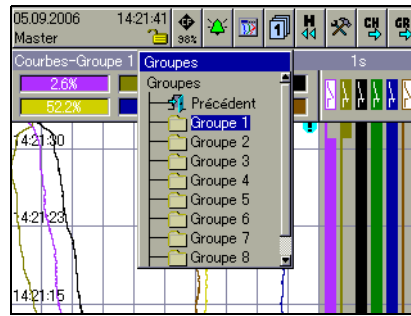 05.09.2006 14:21:41
Master
98%
1
H
CH
GR
Courbes-Groupe 1
Groupes
1s
2.6%
52.2%
Groupes
Précédent
Groupe 1
Groupe 2
Groupe 3
Groupe 4
Groupe 5
Groupe 6
Groupe 7
Groupe 8
14:21:30
14:21:23
14:21:15